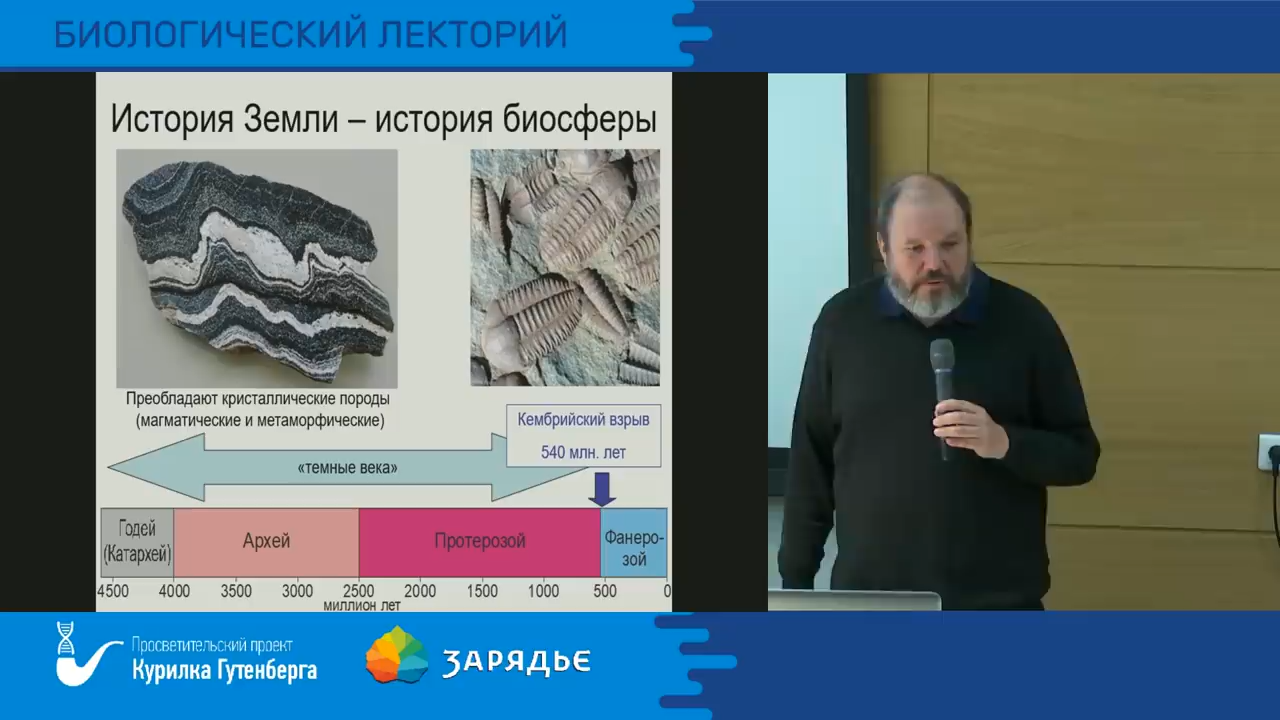 БИОЛОГИЧЕСКИЙ ЛЕКТОРИЙ
История Земли – история биосферы
Преобладают кристаллические породы
(магматические и метаморфические)
Кембрийский взрыв
540 млн. лет
«темные века»
Годей
(Катархей)
Архей
Протерозой
Фанеро-
зой
4500 4000 3500 3000 2500 2000 1500 1000 500 0
миллион лет
Просветительский проект
Курилка Гутенберга
ЗАРЯДЬЕ